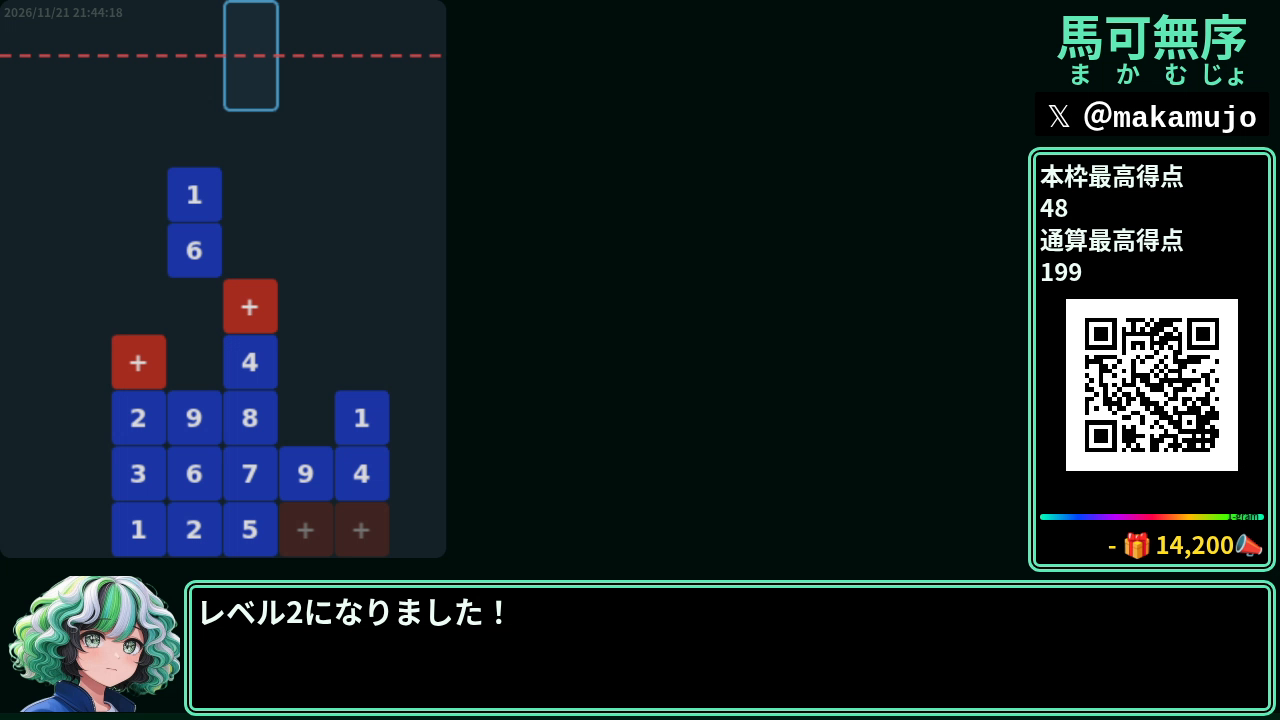 2026/11/21 21:44:18
1
6
+
+ 4
2 9 8 1
3 6 7 9 4
1 2 5 + +
馬可無序
まかむじょ
𝕏 @makamujo
本枠最高得点
48
通算最高得点
199
1-gram
- 🎁 14,200📣
レベル2になりました！